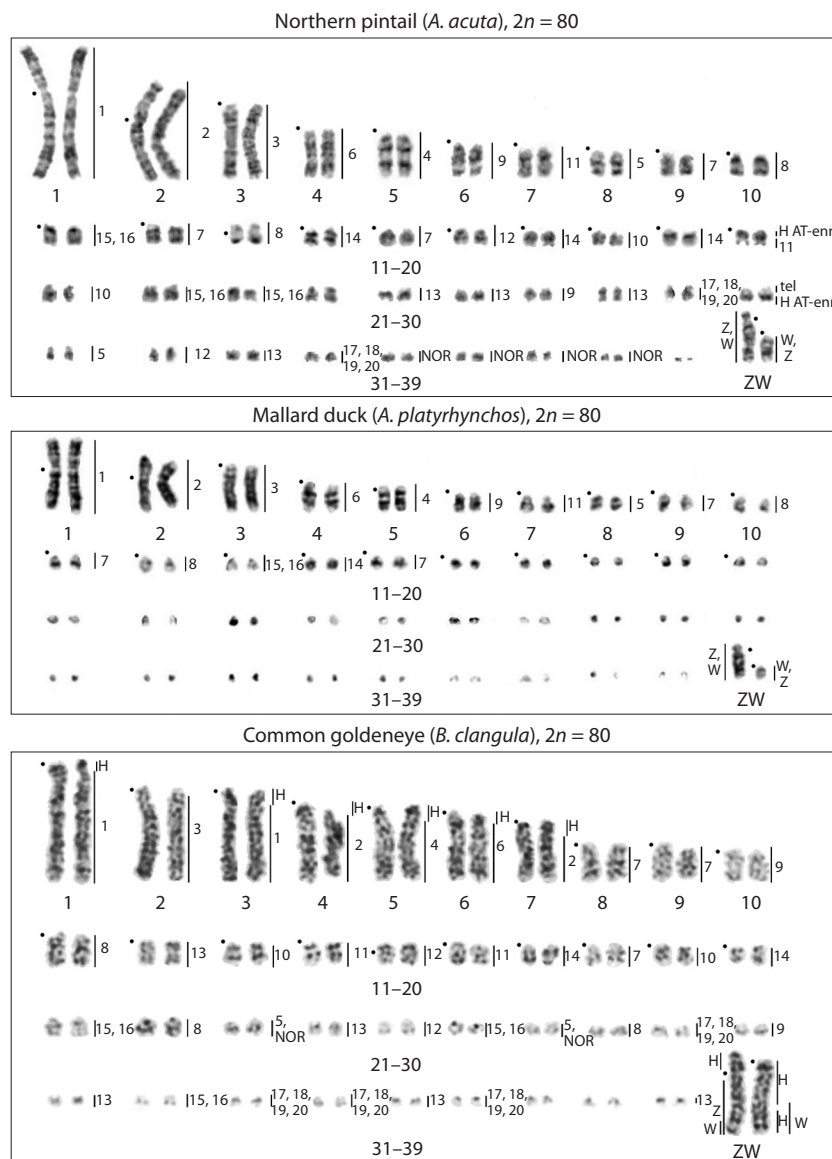 Northern pintail (A. acuta), 2n = 80
1 2 3 6 4 9 11 5 7 8
1 2 3 4 5 6 7 8 9 10
15, 16 7 8 14 7 12 14 10 14 H AT-enr
11
11–20
10 15, 16 15, 16 13 13 9 13 17, 18, tel
19, 20 H AT-enr
21–30
Z, W W, Z
5 12 13 17, 18, NOR NOR NOR NOR
19, 20
31–39 ZW
Mallard duck (A. platyrhynchos), 2n = 80
1 2 3 6 4 9 11 5 7 8
1 2 3 4 5 6 7 8 9 10
7 8 15, 16 14 7
11–20
21–30
Z, W W, Z
31–39 ZW
Common goldeneye (B. clangula), 2n = 80
H H H H H H
1 3 1 2 4 6 2 7 7 9
1 2 3 4 5 6 7 8 9 10
8 13 10 11 12 11 14 7 10 14
11–20
15, 16 8 5, 13 12 15, 16 5, 8 17, 18, 9
NOR NOR 19, 20
21–30
H H
13 15, 16 17, 18, 17, 18, 13 17, 18, 13 Z
19, 20 19, 20 19, 20 W H W
31–39 ZW